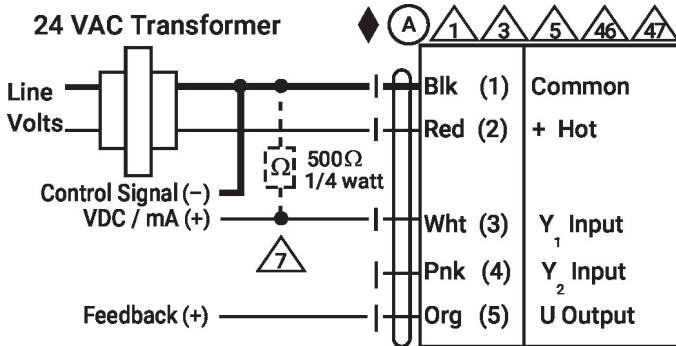 24 VAC Transformer
A 1 3 5 46 47
Line
Volts
Blk (1) Common
Red (2) + Hot
Ω 500Ω
1/4 watt
Control Signal (−)
VDC / mA (+)
Wht (3) Y1 Input
7
Pnk (4) Y2 Input
Feedback (+)
Org (5) U Output